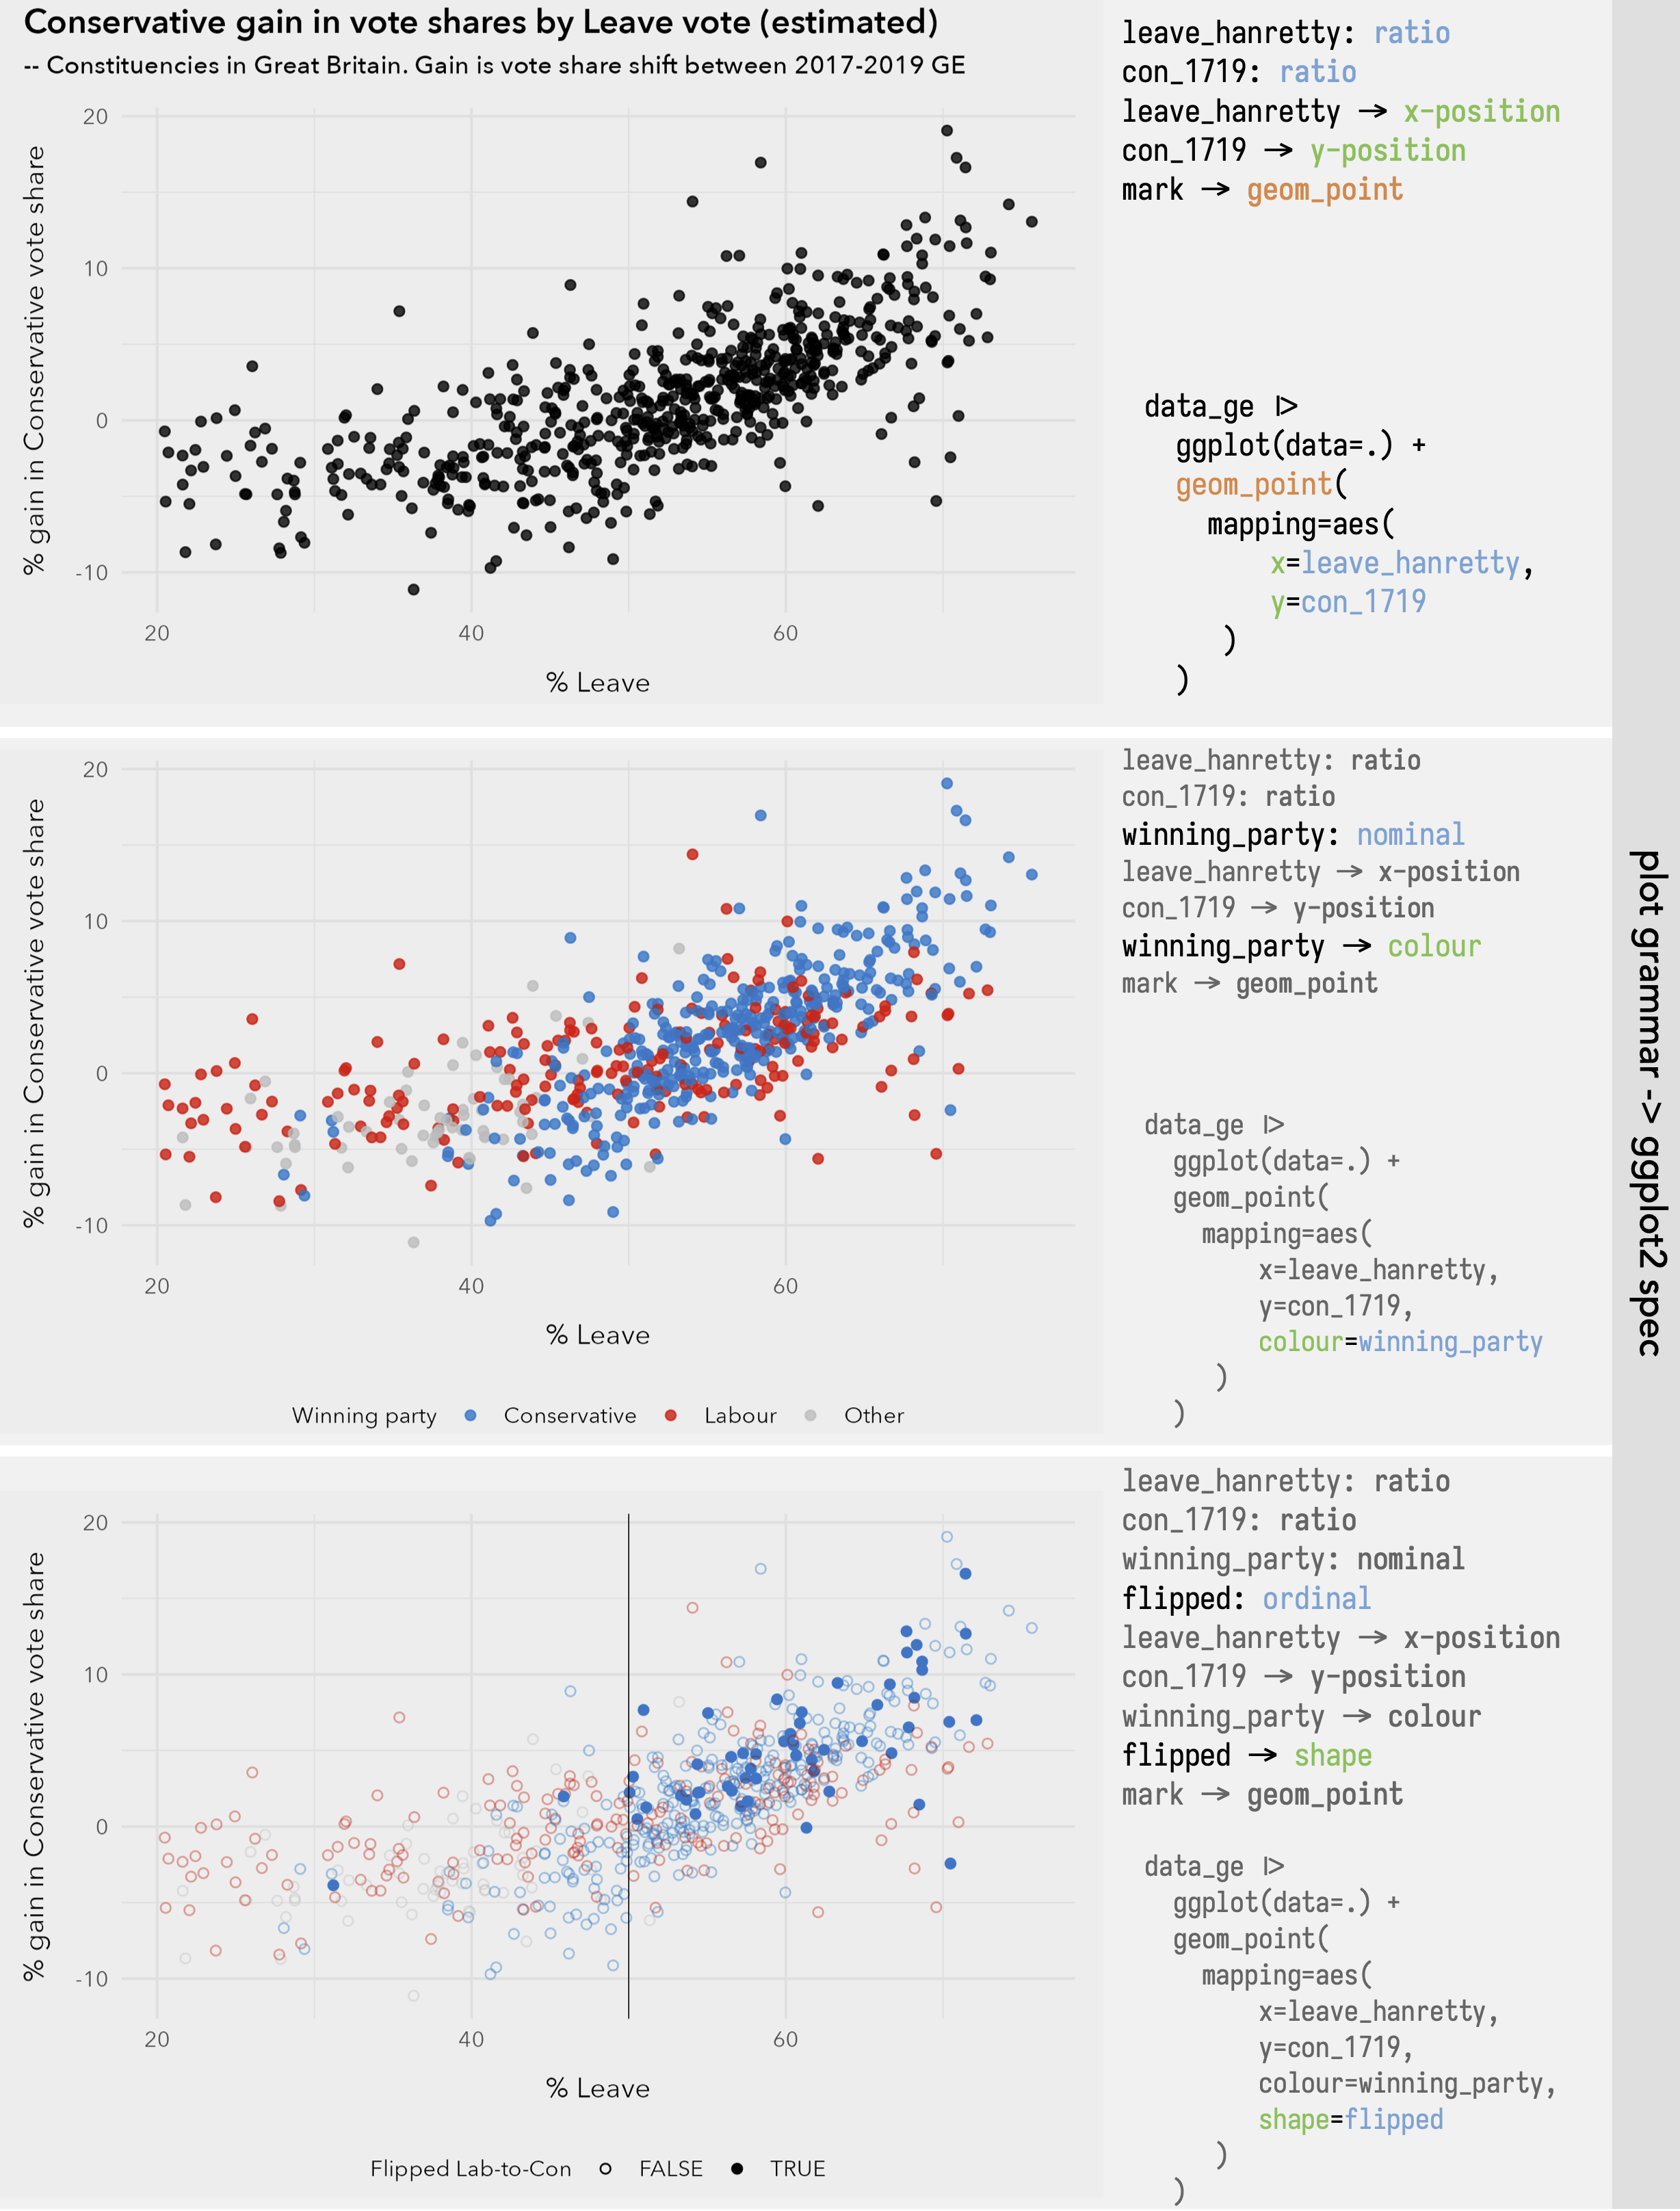 Conservative gain in vote shares by Leave vote (estimated)
-- Constituencies in Great Britain. Gain is vote share shift between 2017-2019 GE
% gain in Conservative vote share
20
10
0
-10
20 40 60
% Leave
leave_hanretty: ratio
con_1719: ratio
leave_hanretty → x-position
con_1719 → y-position
mark → geom_point
data_ge |>
ggplot(data=.) +
geom_point(
mapping=aes(
x=leave_hanretty,
y=con_1719
)
)
% gain in Conservative vote share
20
10
0
-10
20 40 60
% Leave
Winning party Conservative Labour Other
leave_hanretty: ratio
con_1719: ratio
winning_party: nominal
leave_hanretty → x-position
con_1719 → y-position
winning_party → colour
mark → geom_point
data_ge |>
ggplot(data=.) +
geom_point(
mapping=aes(
x=leave_hanretty,
y=con_1719,
colour=winning_party
)
)
% gain in Conservative vote share
20
10
0
-10
20 40 60
% Leave
Flipped Lab-to-Con FALSE TRUE
leave_hanretty: ratio
con_1719: ratio
winning_party: nominal
flipped: ordinal
leave_hanretty → x-position
con_1719 → y-position
winning_party → colour
flipped → shape
mark → geom_point
data_ge |>
ggplot(data=.) +
geom_point(
mapping=aes(
x=leave_hanretty,
y=con_1719,
colour=winning_party,
shape=flipped
)
)
plot grammar -> ggplot2 spec